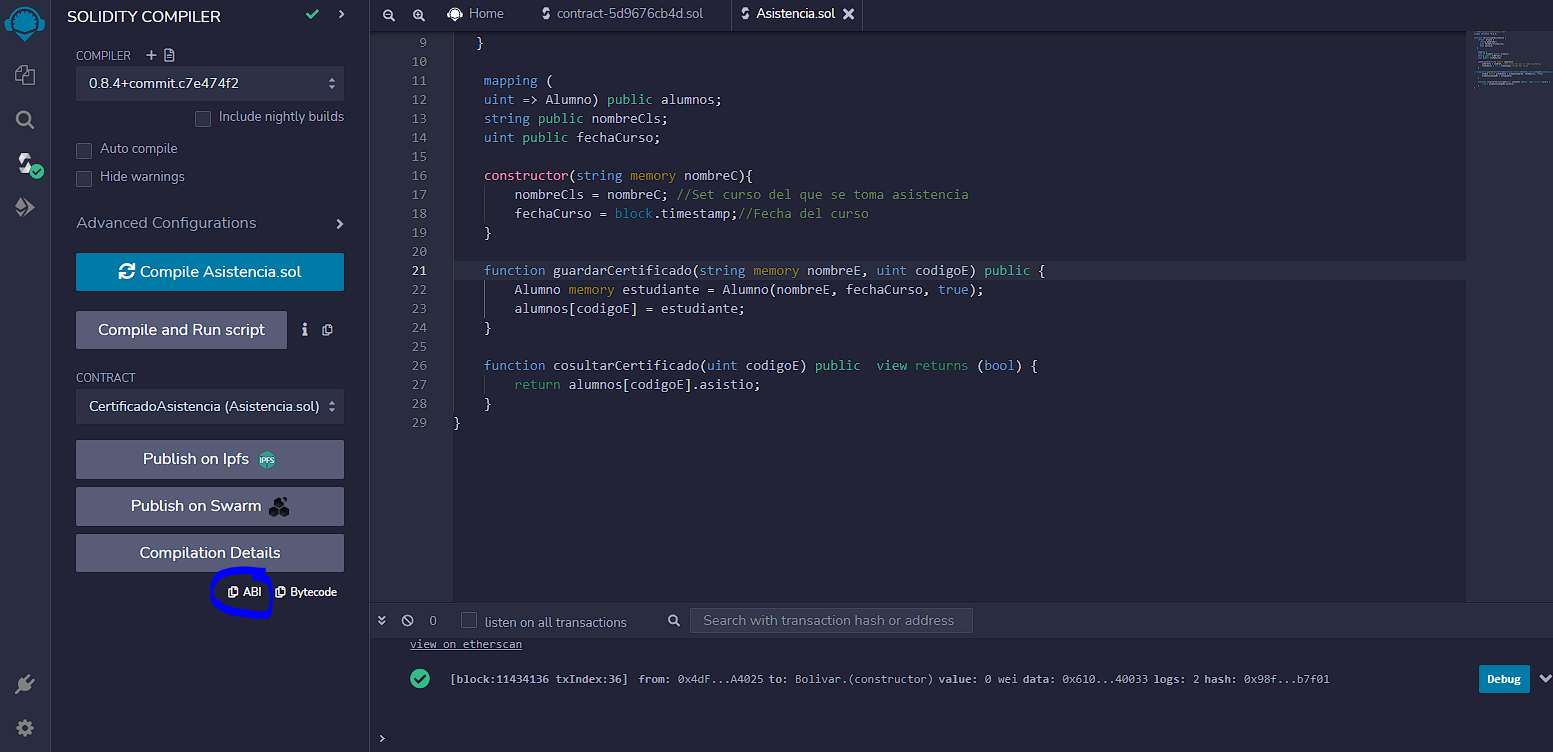 SOLIDITY COMPILER
COMPILER
0.8.4+commit.c7e474f2
Include nightly builds
Auto compile
Hide warnings
Advanced Configurations
Compile Asistencia.sol
Compile and Run script
CONTRACT
CertificadoAsistencia (Asistencia.sol)
Publish on Ipfs IPFS
Publish on Swarm
Compilation Details
ABI Bytecode
Home contract-5d9676cb4d.sol Asistencia.sol
9 }
10
11 mapping (
12 uint => Alumno) public alumnos;
13 string public nombreCls;
14 uint public fechaCurso;
15
16 constructor(string memory nombreC){
17 nombreCls = nombreC; //Set curso del que se toma asistencia
18 fechaCurso = block.timestamp;//Fecha del curso
19 }
20
21 function guardarCertificado(string memory nombreE, uint codigoE) public {
22 Alumno memory estudiante = Alumno(nombreE, fechaCurso, true);
23 alumnos[codigoE] = estudiante;
24 }
25
26 function cosultarCertificado(uint codigoE) public  view returns (bool) {
27 return alumnos[codigoE].asistio;
28 }
29 }
0 listen on all transactions Search with transaction hash or address
view on etherscan
[block:11434136 txIndex:36] from: 0x4dF...A4025 to: Bolivar.(constructor) value: 0 wei data: 0x610...40033 logs: 2 hash: 0x98f...b7f01 Debug
>